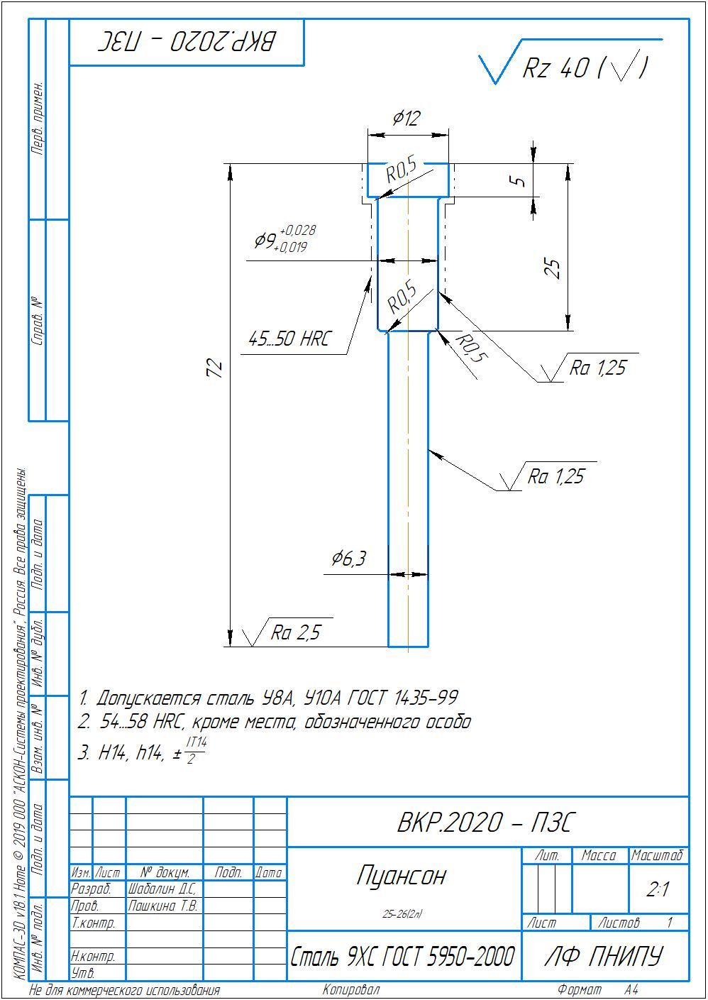 ВКР.2020 – ПЗС
Rz 40 (√)
Перв. примен.
Справ. №
Подп. и дата
Инв. № дубл.
Взам. инв. №
Подп. и дата
Инв. № подл.
КОМПАС-3D v18.1 Home © 2019 ООО "АСКОН-Системы проектирования", Россия. Все права защищены.
Ø12
R0,5
5
Ø9 +0,028 +0,019
25
R0,5
45...50 HRC
R0,5
72
Ra 1,25
Ra 1,25
Ø6,3
Ra 2,5
1. Допускается сталь У8А, У10А ГОСТ 1435–99
2. 54...58 HRC, кроме места, обозначенного особо
3. Н14, h14, ± IT14/2
ВКР.2020 – ПЗС
Изм. Лист № докум. Подп. Дата
Разраб. Шабалин Д.С,
Пров. Пашкина Т.В.
Т.контр.
Н.контр.
Утв.
Пуансон
25–26(2л)
Лит. Масса Масштаб
2:1
Лист Листов 1
Сталь 9ХС ГОСТ 5950–2000
ЛФ ПНИПУ
Не для коммерческого использования Копировал Формат А4